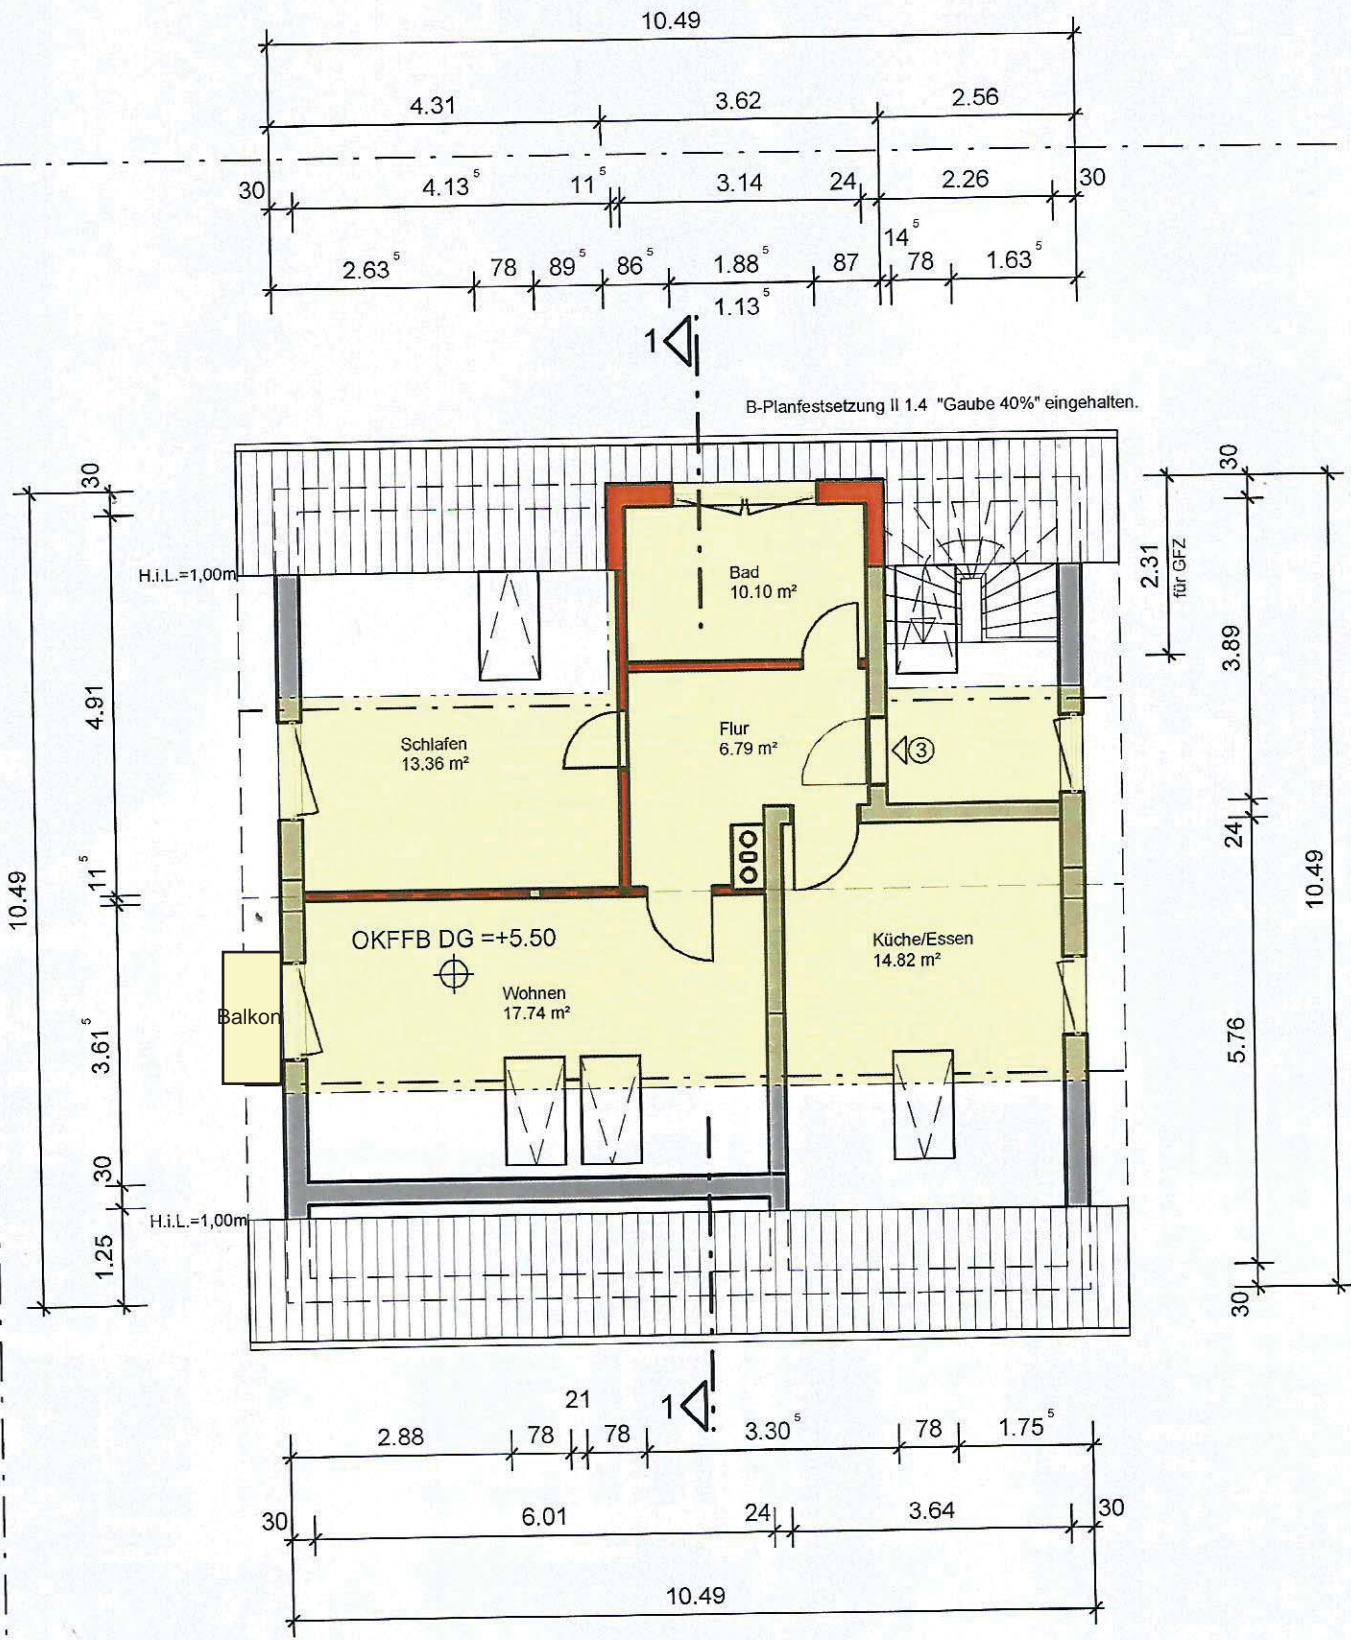 10.49
4.31 3.62 2.56
30 4.13⁵ 11⁵ 3.14 24 2.26 30
2.63⁵ 78 89⁵ 86⁵ 1.88⁵ 87 14⁵ 78 1.63⁵
1.13⁵
1
B-Planfestsetzung II 1.4 "Gaube 40%" eingehalten.
10.49
30
4.91
11⁵
3.61⁵
30
1.25
H.i.L.=1,00m
Bad
10.10 m²
Schlafen
13.36 m²
Flur
6.79 m²
3
OKFFB DG =+5.50
Wohnen
17.74 m²
Küche/Essen
14.82 m²
Balkon
H.i.L.=1,00m
2.31
für GFZ
30
3.89
24
5.76
30
10.49
1
2.88 78 21 78 3.30⁵ 78 1.75⁵
30 6.01 24 3.64 30
10.49